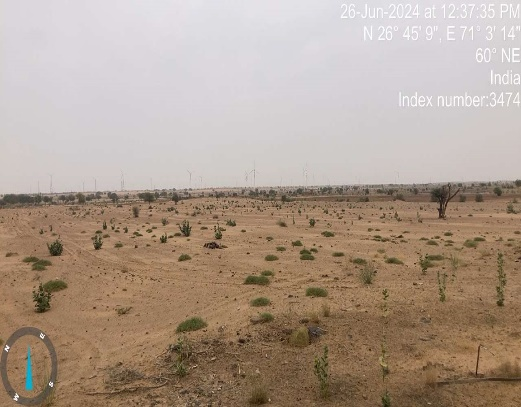 26-Jun-2024 at 12:37:35 PM
N 26° 45' 9", E 71° 3' 14"
60° NE
India
Index number:3474
N
E
S
W